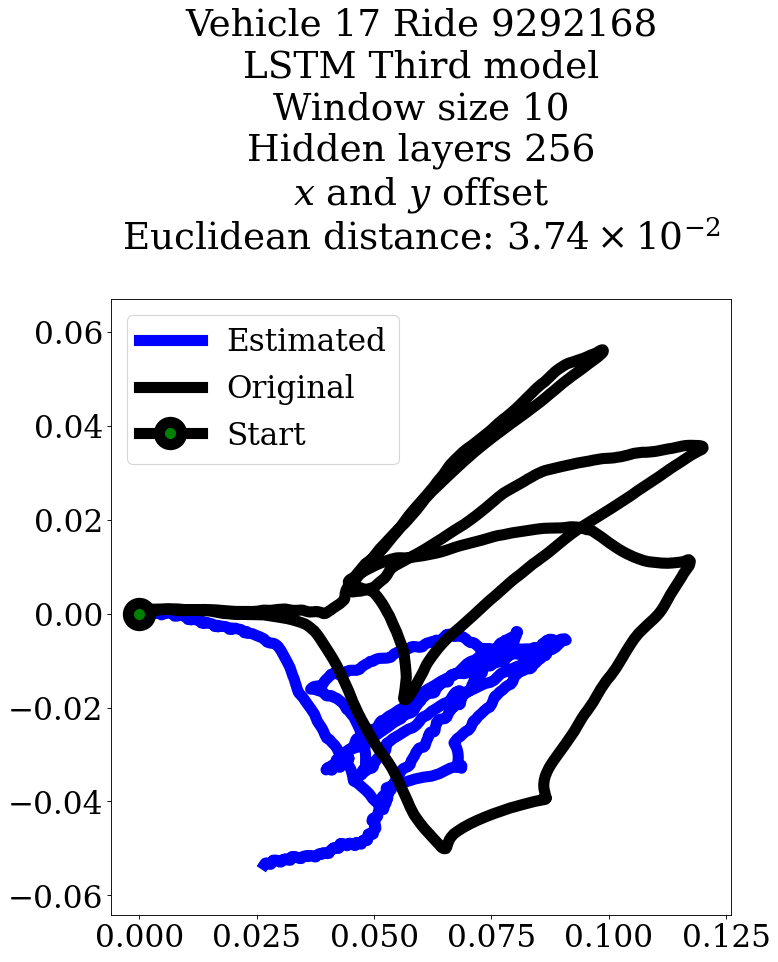 Vehicle 17 Ride 9292168
LSTM Third model
Window size 10
Hidden layers 256
x and y offset
Euclidean distance: 3.74 × 10⁻²
Estimated
Original
Start
0.06
0.04
0.02
0.00
−0.02
−0.04
−0.06
0.000 0.025 0.050 0.075 0.100 0.125